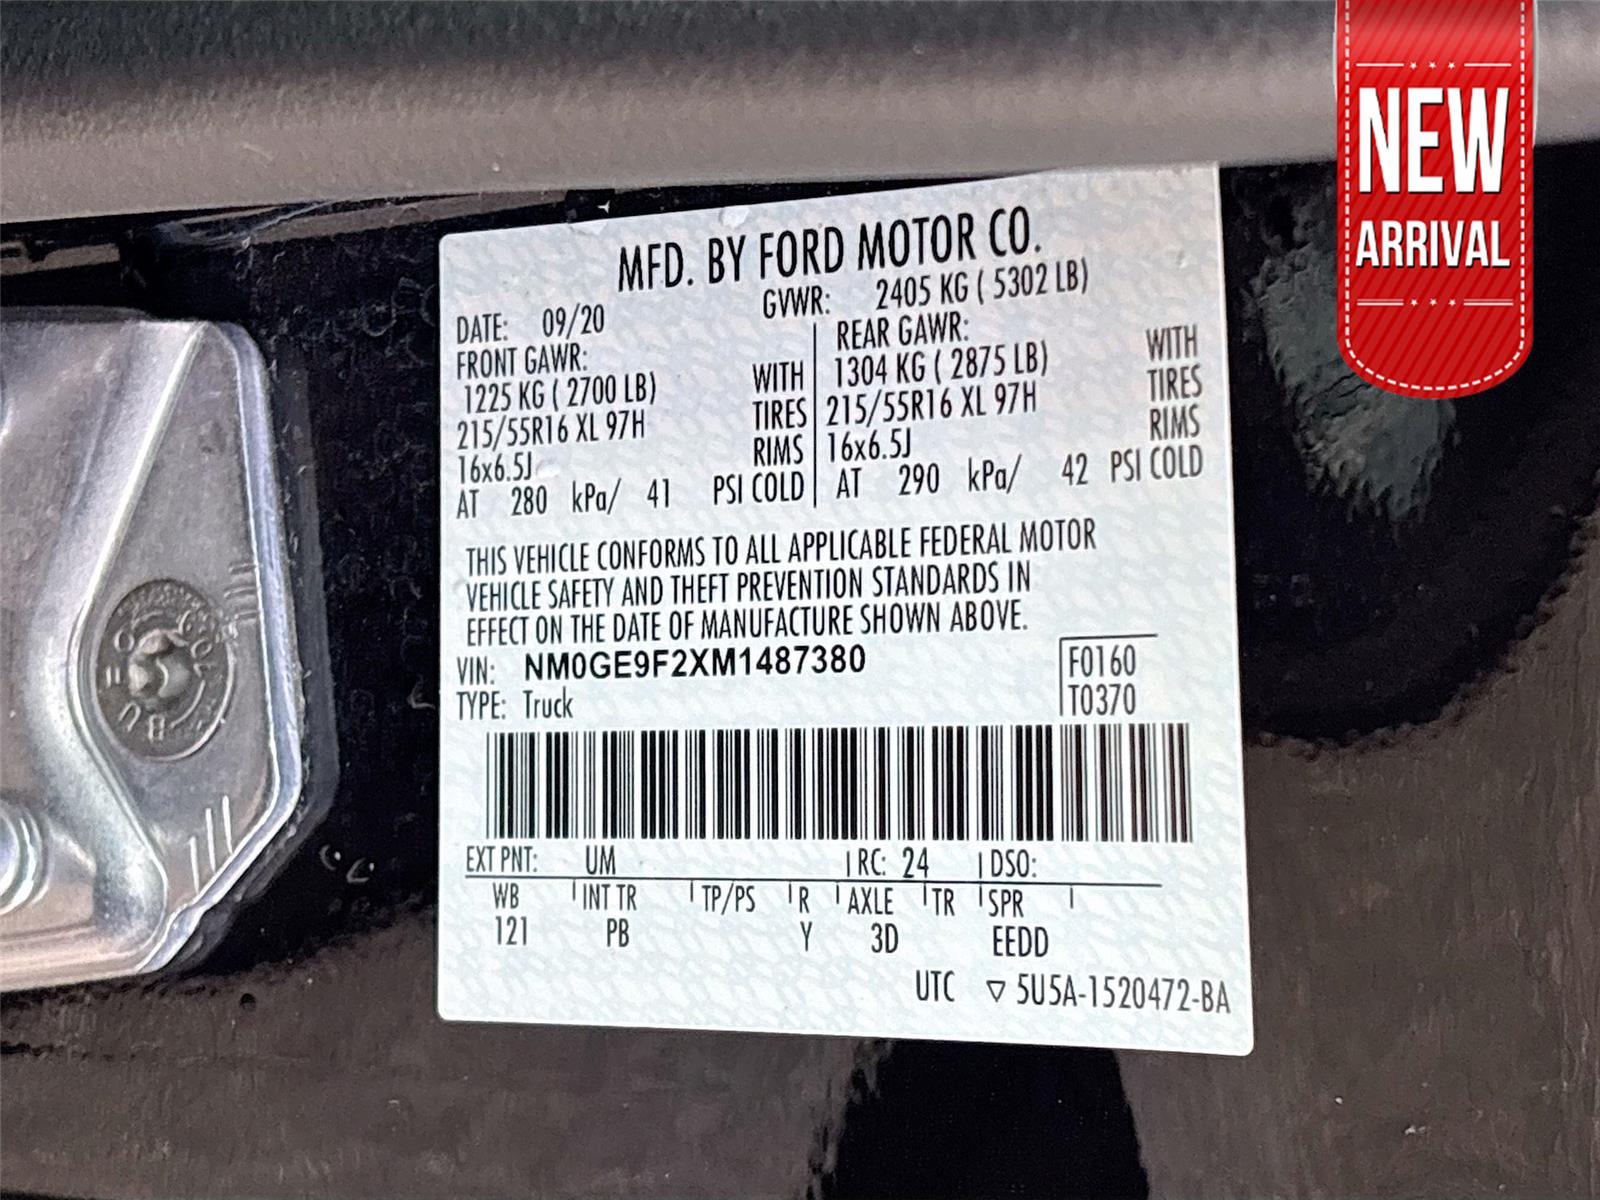 NEW
ARRIVAL
MFD. BY FORD MOTOR CO.
DATE: 09/20 GVWR: 2405 KG ( 5302 LB)
FRONT GAWR: REAR GAWR:
1225 KG ( 2700 LB) WITH 1304 KG ( 2875 LB) WITH
215/55R16 XL 97H TIRES 215/55R16 XL 97H TIRES
16x6.5J RIMS 16x6.5J RIMS
AT 280 kPa/ 41 PSI COLD AT 290 kPa/ 42 PSI COLD
THIS VEHICLE CONFORMS TO ALL APPLICABLE FEDERAL MOTOR
VEHICLE SAFETY AND THEFT PREVENTION STANDARDS IN
EFFECT ON THE DATE OF MANUFACTURE SHOWN ABOVE.
VIN: NM0GE9F2XM1487380 F0160
TYPE: Truck T0370
EXT PNT: UM RC: 24 DSO:
WB INT TR TP/PS R AXLE TR SPR
121 PB Y 3D EEDD
UTC ▽ 5U5A-1520472-BA